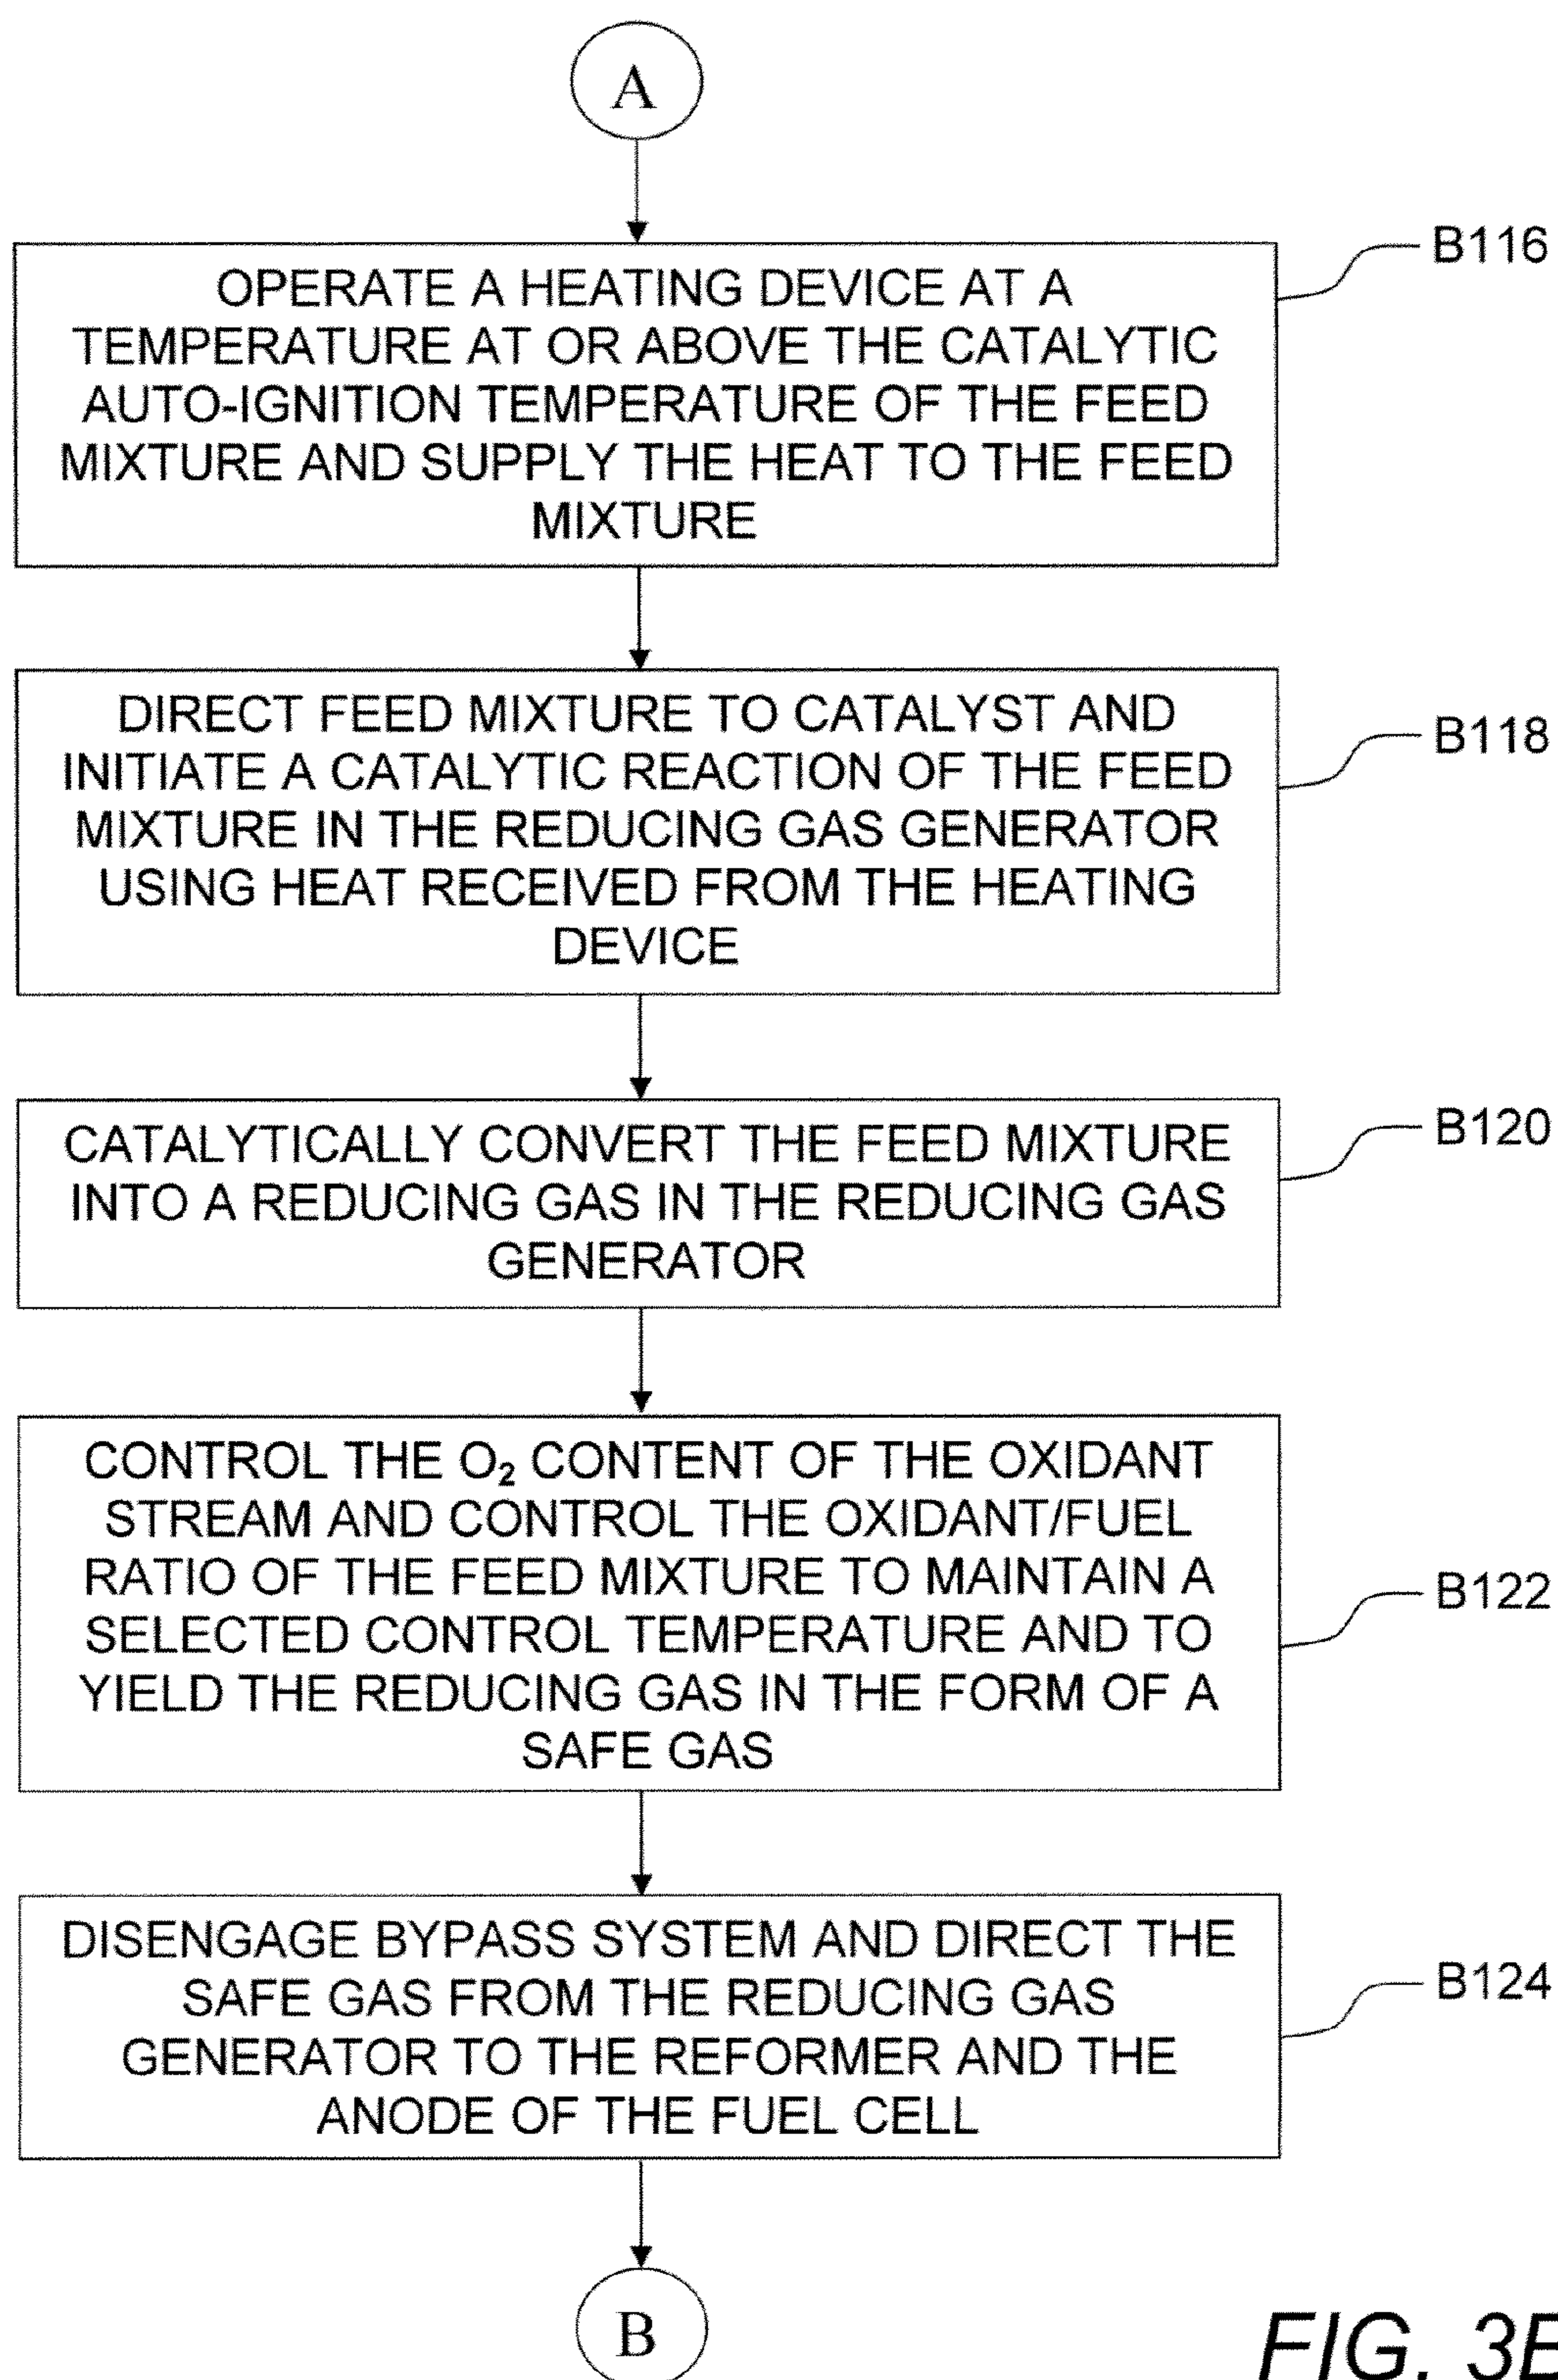 A
OPERATE A HEATING DEVICE AT A
TEMPERATURE AT OR ABOVE THE CATALYTIC
AUTO-IGNITION TEMPERATURE OF THE FEED
MIXTURE AND SUPPLY THE HEAT TO THE FEED
MIXTURE
B116
DIRECT FEED MIXTURE TO CATALYST AND
INITIATE A CATALYTIC REACTION OF THE FEED
MIXTURE IN THE REDUCING GAS GENERATOR
USING HEAT RECEIVED FROM THE HEATING
DEVICE
B118
CATALYTICALLY CONVERT THE FEED MIXTURE
INTO A REDUCING GAS IN THE REDUCING GAS
GENERATOR
B120
CONTROL THE O₂ CONTENT OF THE OXIDANT
STREAM AND CONTROL THE OXIDANT/FUEL
RATIO OF THE FEED MIXTURE TO MAINTAIN A
SELECTED CONTROL TEMPERATURE AND TO
YIELD THE REDUCING GAS IN THE FORM OF A
SAFE GAS
B122
DISENGAGE BYPASS SYSTEM AND DIRECT THE
SAFE GAS FROM THE REDUCING GAS
GENERATOR TO THE REFORMER AND THE
ANODE OF THE FUEL CELL
B124
B
FIG. 3B